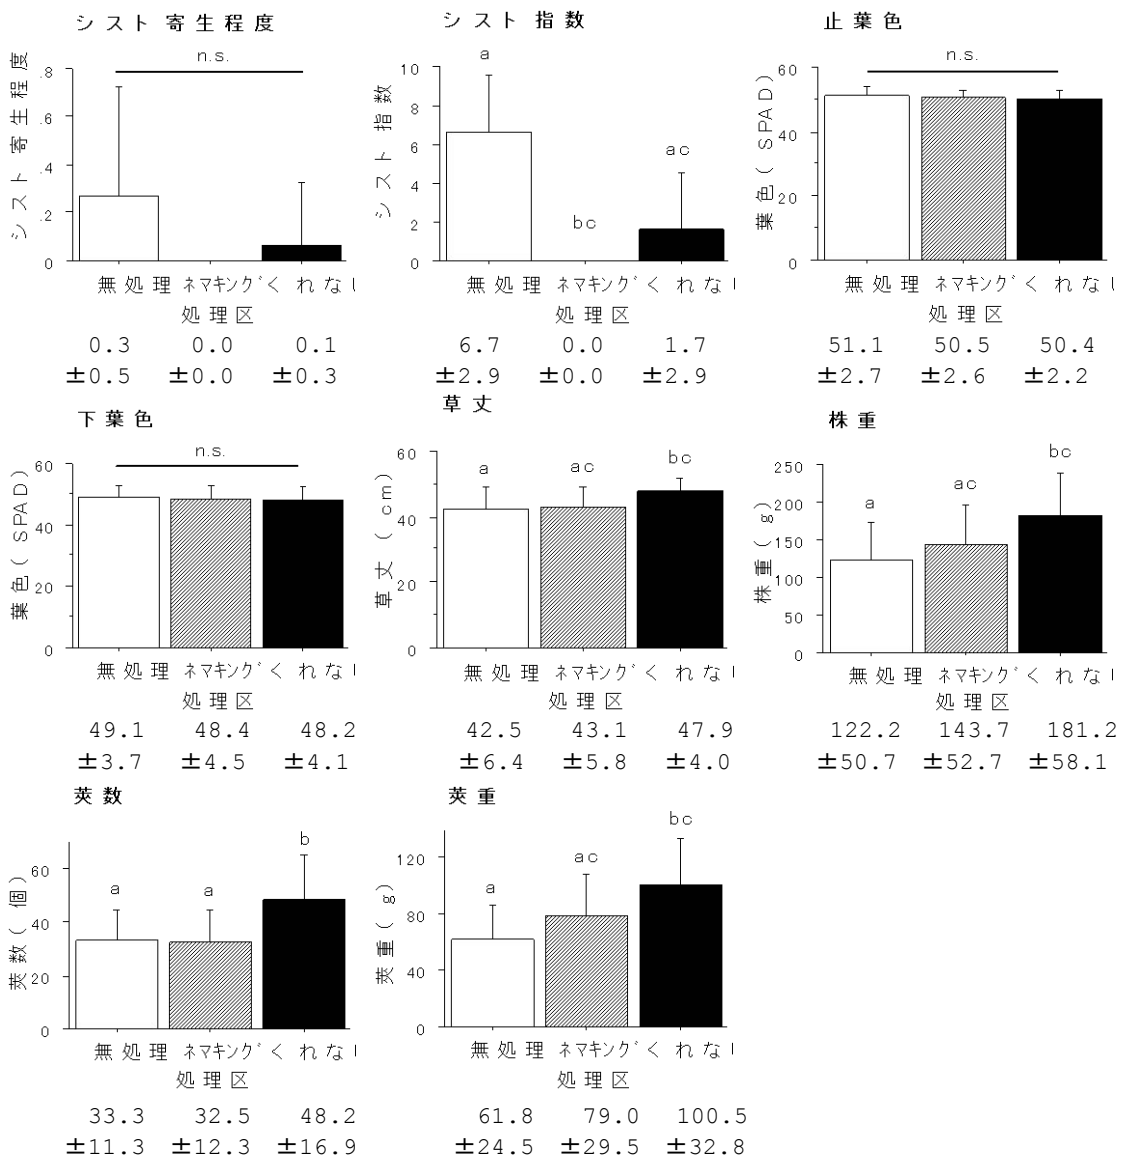 シスト寄生程度
n.s.
シスト寄生程度
.8
.6
.4
.2
0
無処理 ネマキング くれない
処理区
0.3 0.0 0.1
±0.5 ±0.0 ±0.3
シスト指数
a
bc
ac
シスト指数
10
8
6
4
2
0
無処理 ネマキング くれない
処理区
6.7 0.0 1.7
±2.9 ±0.0 ±2.9
止葉色
n.s.
葉色(SPAD)
60
40
20
0
無処理 ネマキング くれない
処理区
51.1 50.5 50.4
±2.7 ±2.6 ±2.2
下葉色
n.s.
葉色(SPAD)
60
40
20
0
無処理 ネマキング くれない
処理区
49.1 48.4 48.2
±3.7 ±4.5 ±4.1
草丈
a ac bc
草丈(cm)
60
40
20
0
無処理 ネマキング くれない
処理区
42.5 43.1 47.9
±6.4 ±5.8 ±4.0
株重
a ac bc
株重(g)
250
200
150
100
50
0
無処理 ネマキング くれない
処理区
122.2 143.7 181.2
±50.7 ±52.7 ±58.1
莢数
a a b
莢数(個)
60
40
20
0
無処理 ネマキング くれない
処理区
33.3 32.5 48.2
±11.3 ±12.3 ±16.9
莢重
a ac bc
莢重(g)
120
80
40
0
無処理 ネマキング くれない
処理区
61.8 79.0 100.5
±24.5 ±29.5 ±32.8